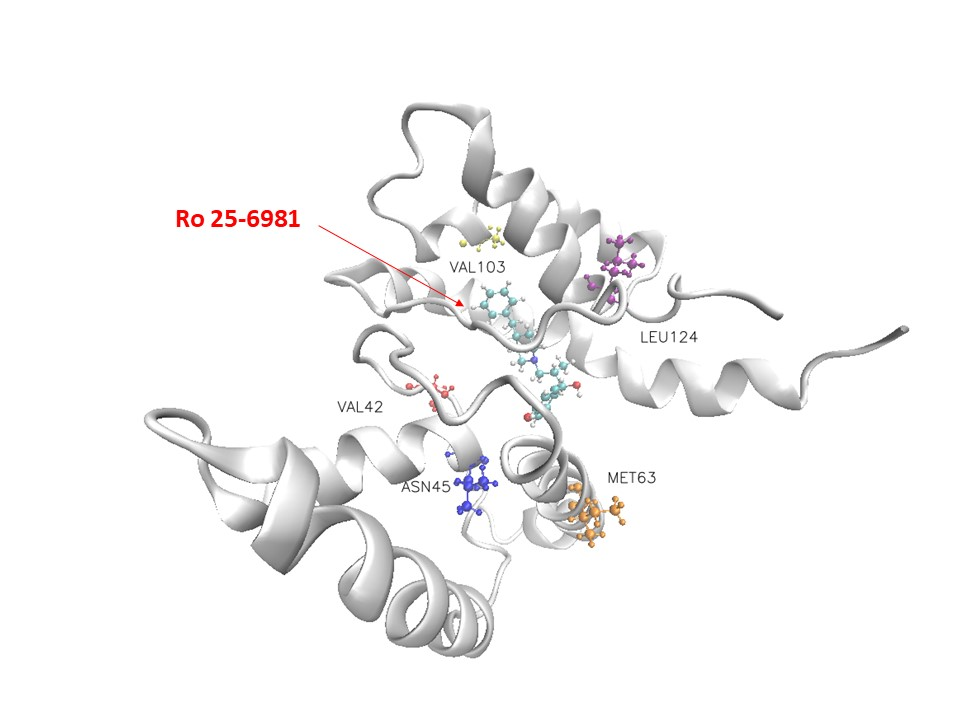 Ro 25-6981
VAL103
LEU124
VAL42
ASN45
MET63